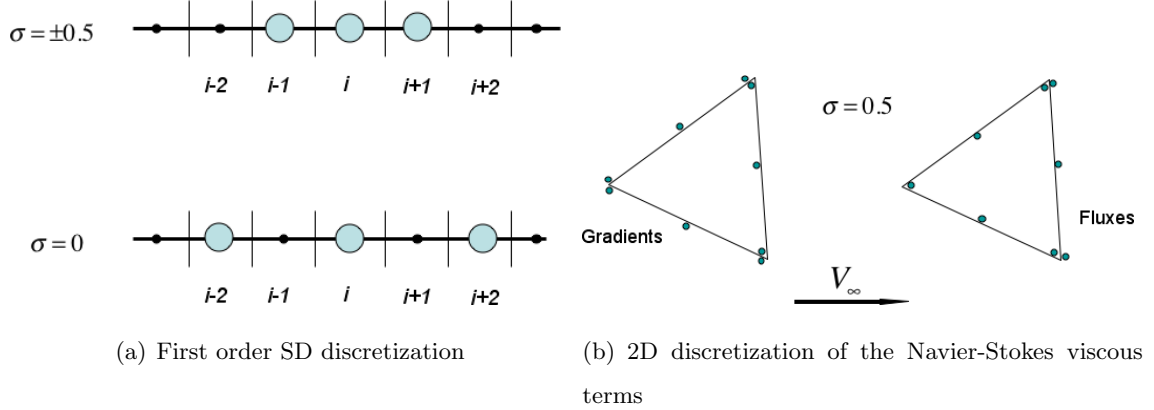 σ = ±0.5
i-2 i-1 i i+1 i+2
σ = 0
i-2 i-1 i i+1 i+2
σ = 0.5
Gradients
Fluxes
V∞
(a) First order SD discretization
(b) 2D discretization of the Navier-Stokes viscous
terms